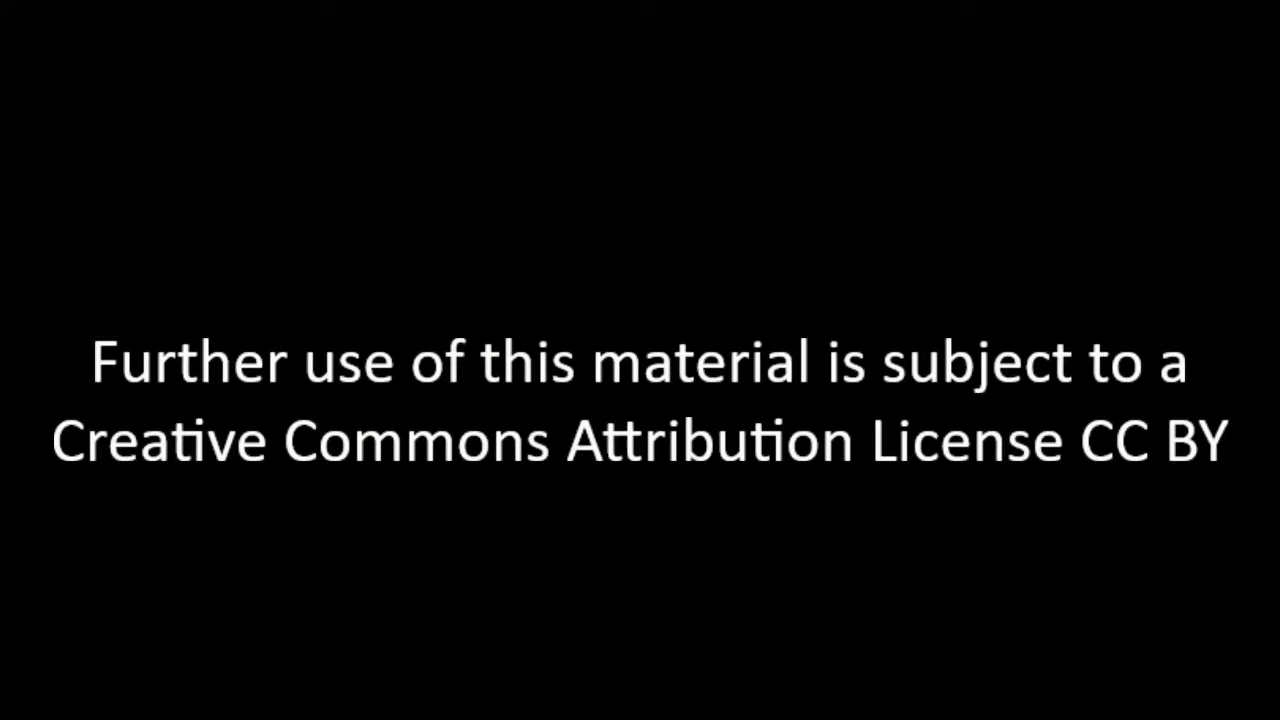 Further use of this material is subject to a
Creative Commons Attribution License CC BY